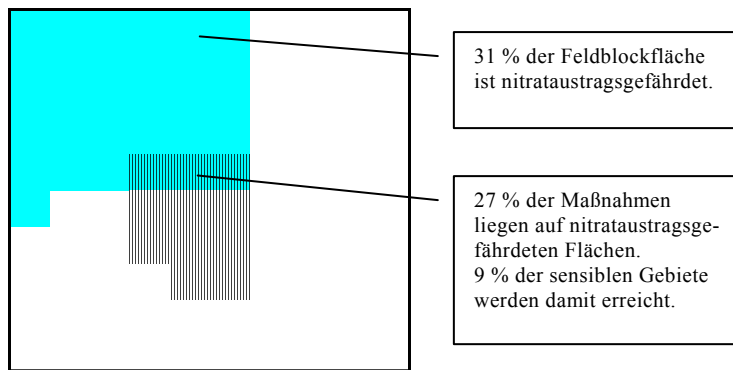 31 % der Feldblockfläche
ist nitrataustragsgefährdet.
27 % der Maßnahmen
liegen auf nitrataustragsge-
fährdeten Flächen.
9 % der sensiblen Gebiete
werden damit erreicht.